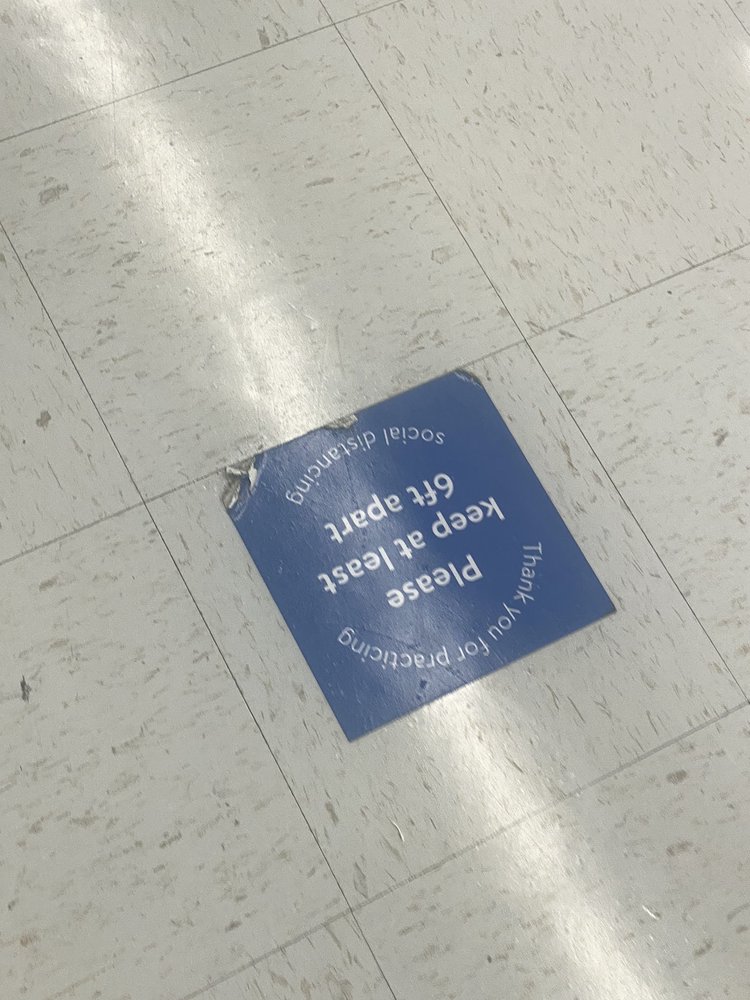 Thank you for practicing
Please
keep at least
6ft apart
social distancing